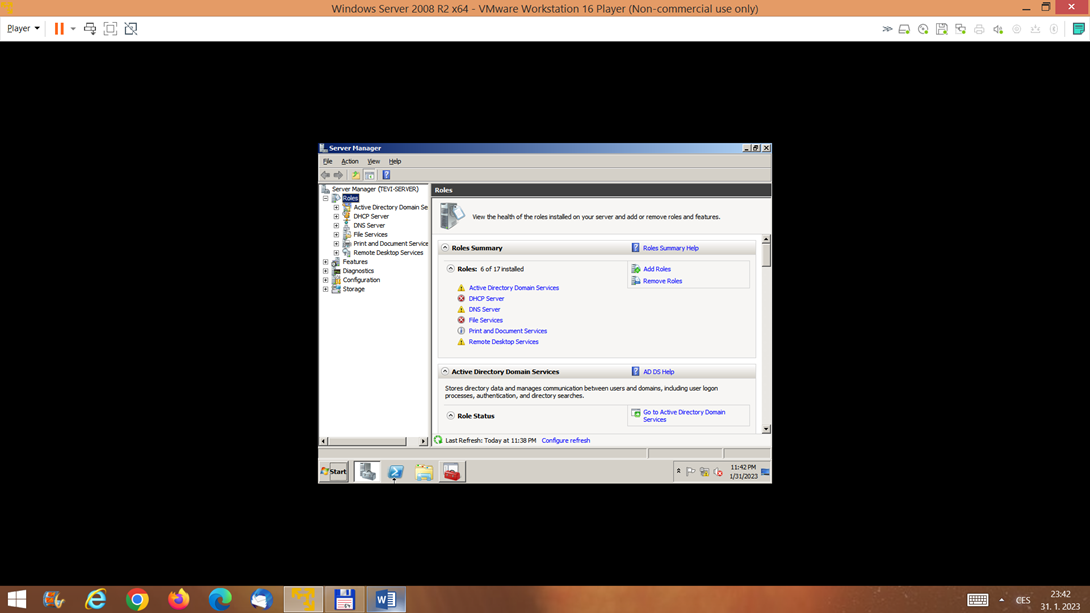 Windows Server 2008 R2 x64 - VMware Workstation 16 Player (Non-commercial use only)
Player
Server Manager
File Action View Help
Server Manager (TEVI-SERVER)
Roles
Active Directory Domain Se
DHCP Server
DNS Server
File Services
Print and Document Service
Remote Desktop Services
Features
Diagnostics
Configuration
Storage
Roles
View the health of the roles installed on your server and add or remove roles and features.
Roles Summary
Roles Summary Help
Roles: 6 of 17 installed
Add Roles
Remove Roles
Active Directory Domain Services
DHCP Server
DNS Server
File Services
Print and Document Services
Remote Desktop Services
Active Directory Domain Services
AD DS Help
Stores directory data and manages communication between users and domains, including user logon
processes, authentication, and directory searches.
Role Status
Go to Active Directory Domain
Services
Last Refresh: Today at 11:38 PM Configure refresh
Start
11:42 PM
1/31/2023
CES
23:42
31. 1. 2023